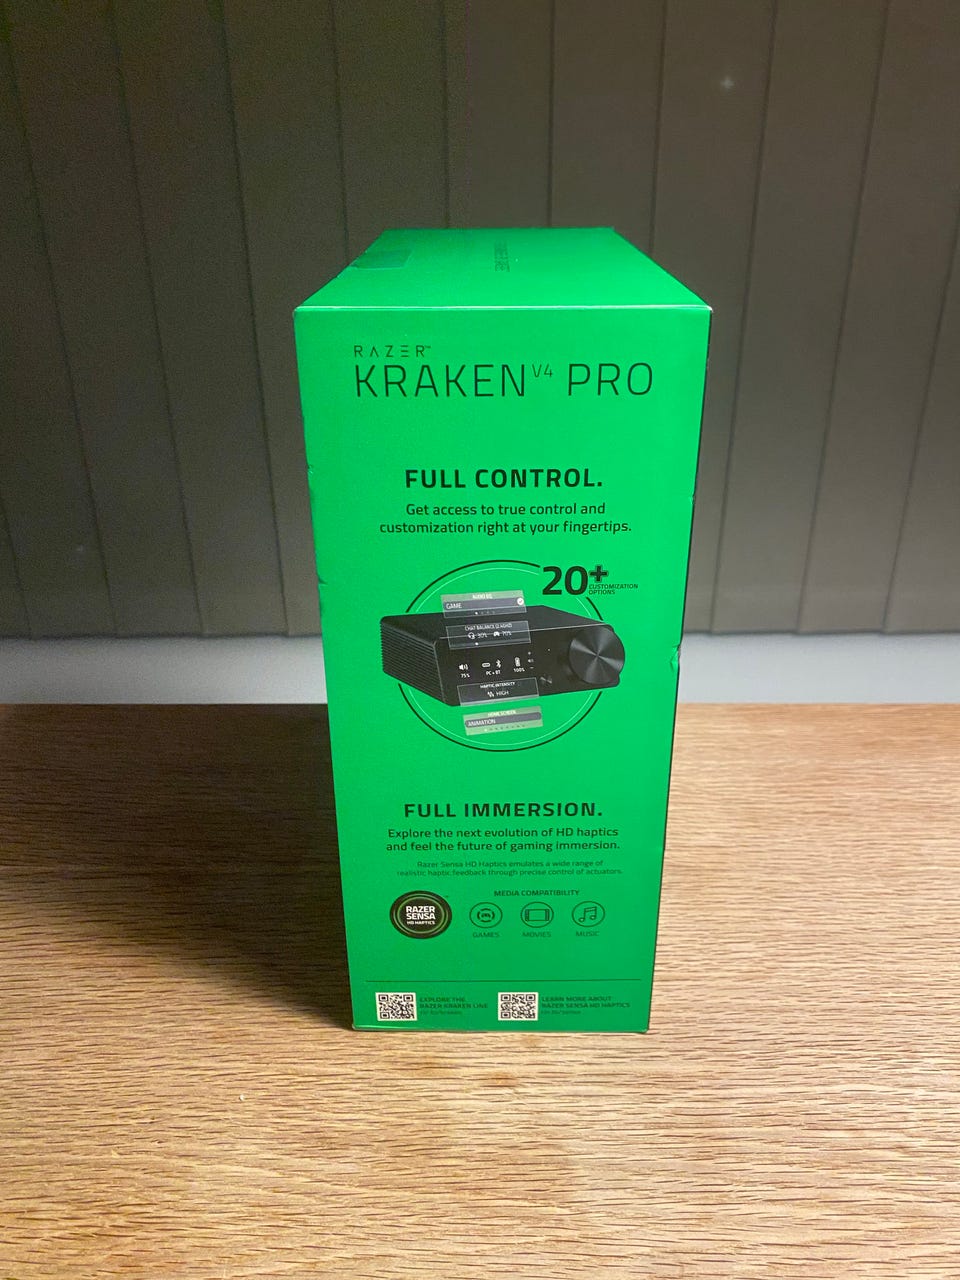 RAZER™
KRAKEN V4 PRO
FULL CONTROL.
Get access to true control and
customization right at your fingertips.
20+
CUSTOMIZATION
OPTIONS
AUDIO EQ
GAME
CHAT BALANCE (2.4GHZ)
30% 70%
75% PC + BT 100%
HAPTIC INTENSITY
HIGH
HOME SCREEN
ANIMATION
FULL IMMERSION.
Explore the next evolution of HD haptics
and feel the future of gaming immersion.
Razer Sensa HD Haptics emulates a wide range of
realistic haptic feedback through precise control of actuators.
MEDIA COMPATIBILITY
RAZER
SENSA
HD HAPTICS
GAMES MOVIES MUSIC
EXPLORE THE
RAZER KRAKEN LINE
LEARN MORE ABOUT
RAZER SENSA HD HAPTICS